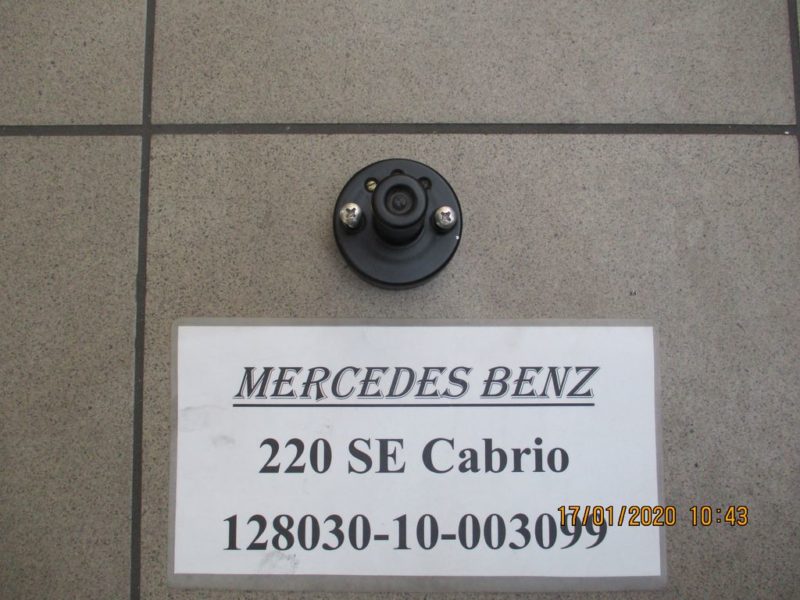 MERCEDES BENZ
220 SE Cabrio
128030-10-003099
17/01/2020 10:43